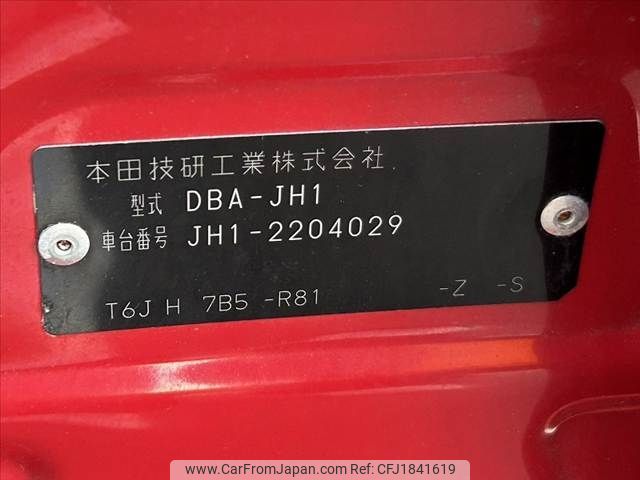 本田技研工業株式会社
型式 DBA-JH1
車台番号 JH1-2204029
T6J H 7B5 -R81 -Z -S
www.CarFromJapan.com CFJ1841619